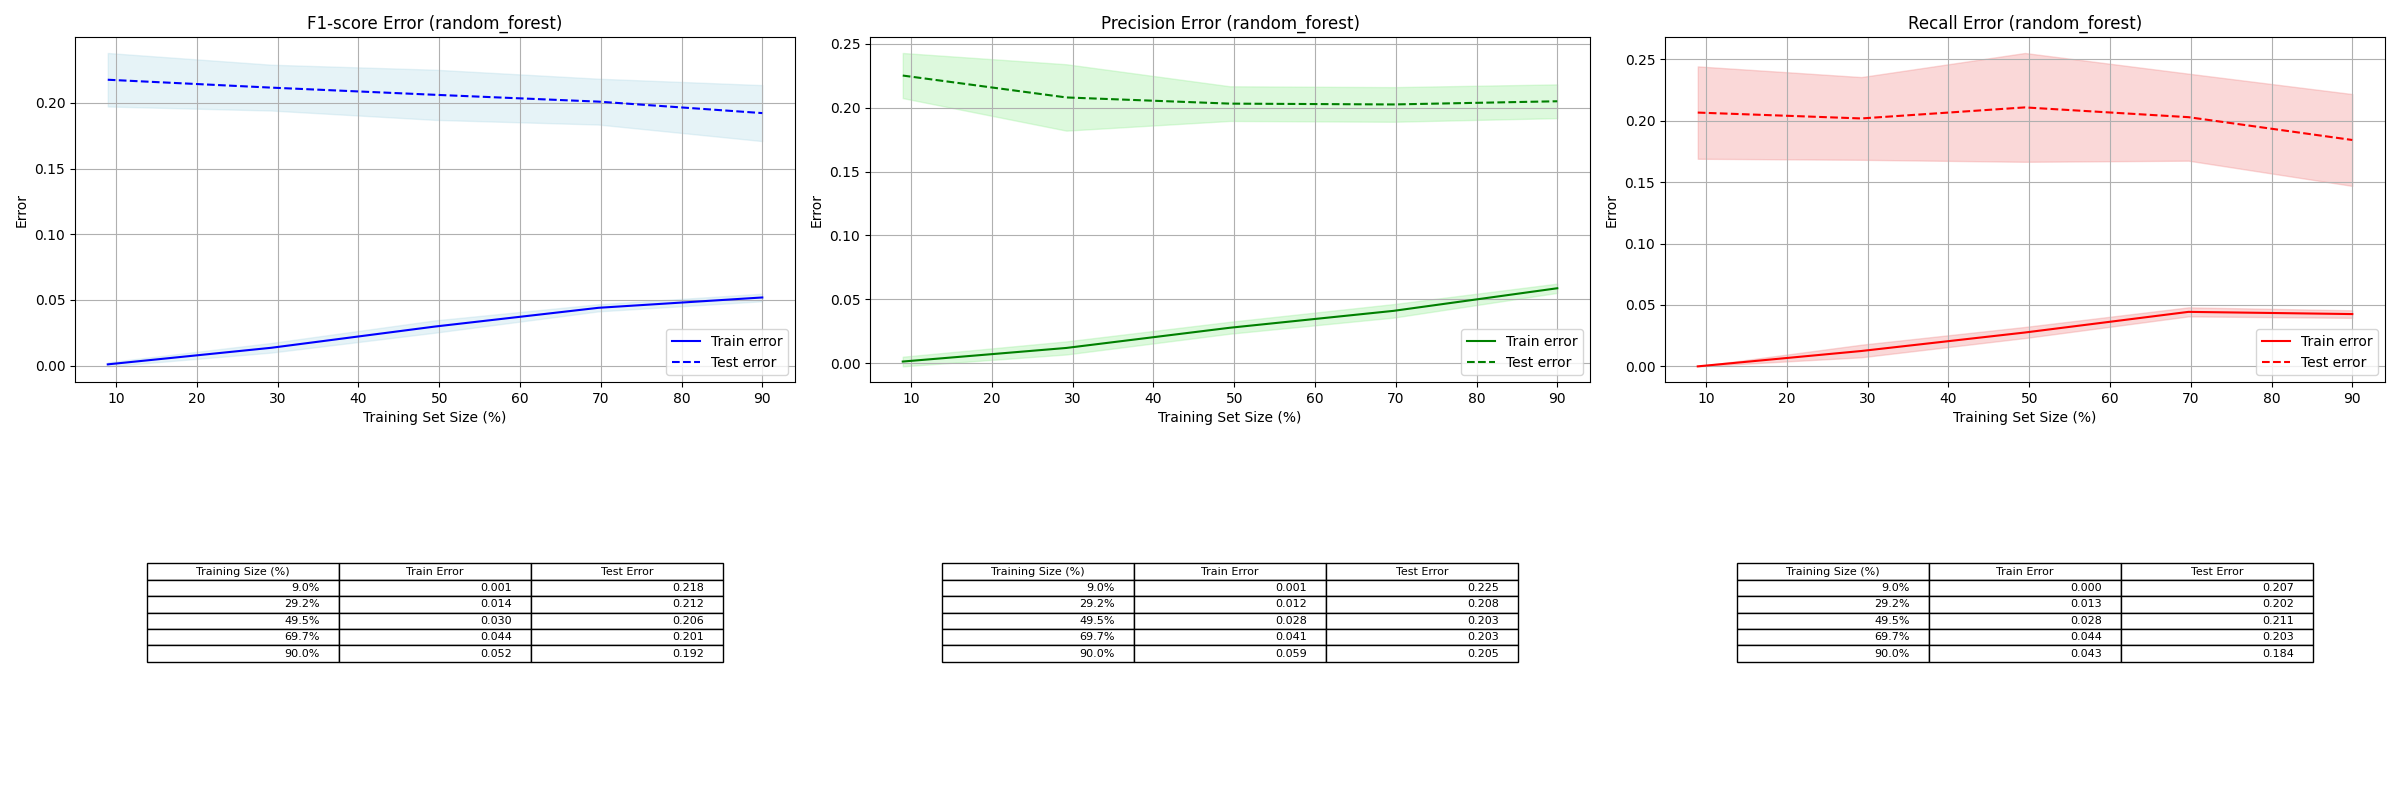 F1-score Error (random_forest)
Error
0.20
0.15
0.10
0.05
0.00
Train error
Test error
10 20 30 40 50 60 70 80 90
Training Set Size (%)
Precision Error (random_forest)
Error
0.25
0.20
0.15
0.10
0.05
0.00
Train error
Test error
10 20 30 40 50 60 70 80 90
Training Set Size (%)
Recall Error (random_forest)
Error
0.25
0.20
0.15
0.10
0.05
0.00
Train error
Test error
10 20 30 40 50 60 70 80 90
Training Set Size (%)
Training Size (%) Train Error Test Error
9.0% 0.001 0.218
29.2% 0.014 0.212
49.5% 0.030 0.206
69.7% 0.044 0.201
90.0% 0.052 0.192
Training Size (%) Train Error Test Error
9.0% 0.001 0.225
29.2% 0.012 0.208
49.5% 0.028 0.203
69.7% 0.041 0.203
90.0% 0.059 0.205
Training Size (%) Train Error Test Error
9.0% 0.000 0.207
29.2% 0.013 0.202
49.5% 0.028 0.211
69.7% 0.044 0.203
90.0% 0.043 0.184